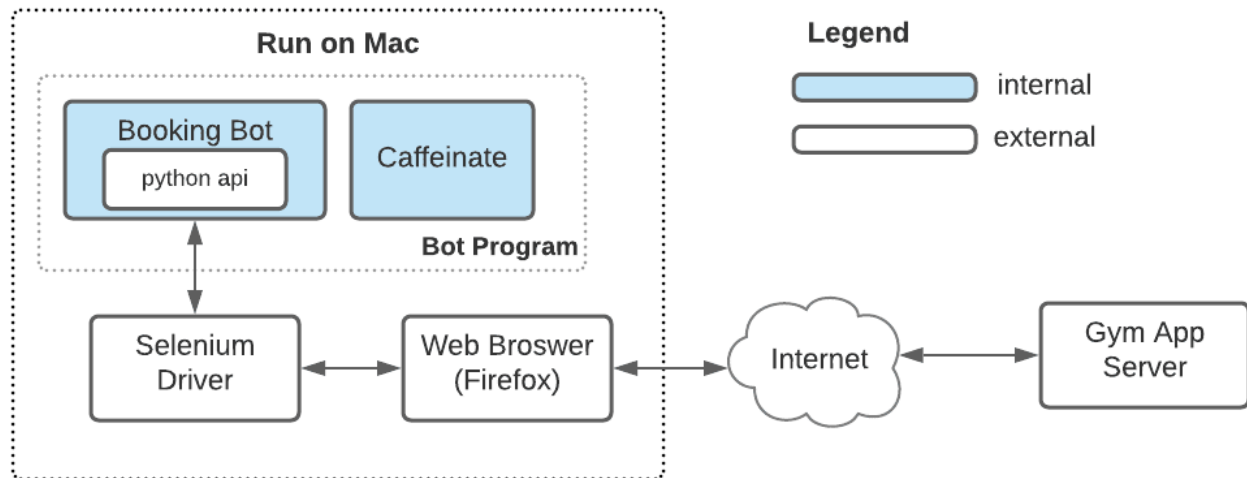 Run on Mac
Legend
internal
external
Booking Bot
python api
Caffeinate
Bot Program
Selenium
Driver
Web Broswer
(Firefox)
Internet
Gym App
Server